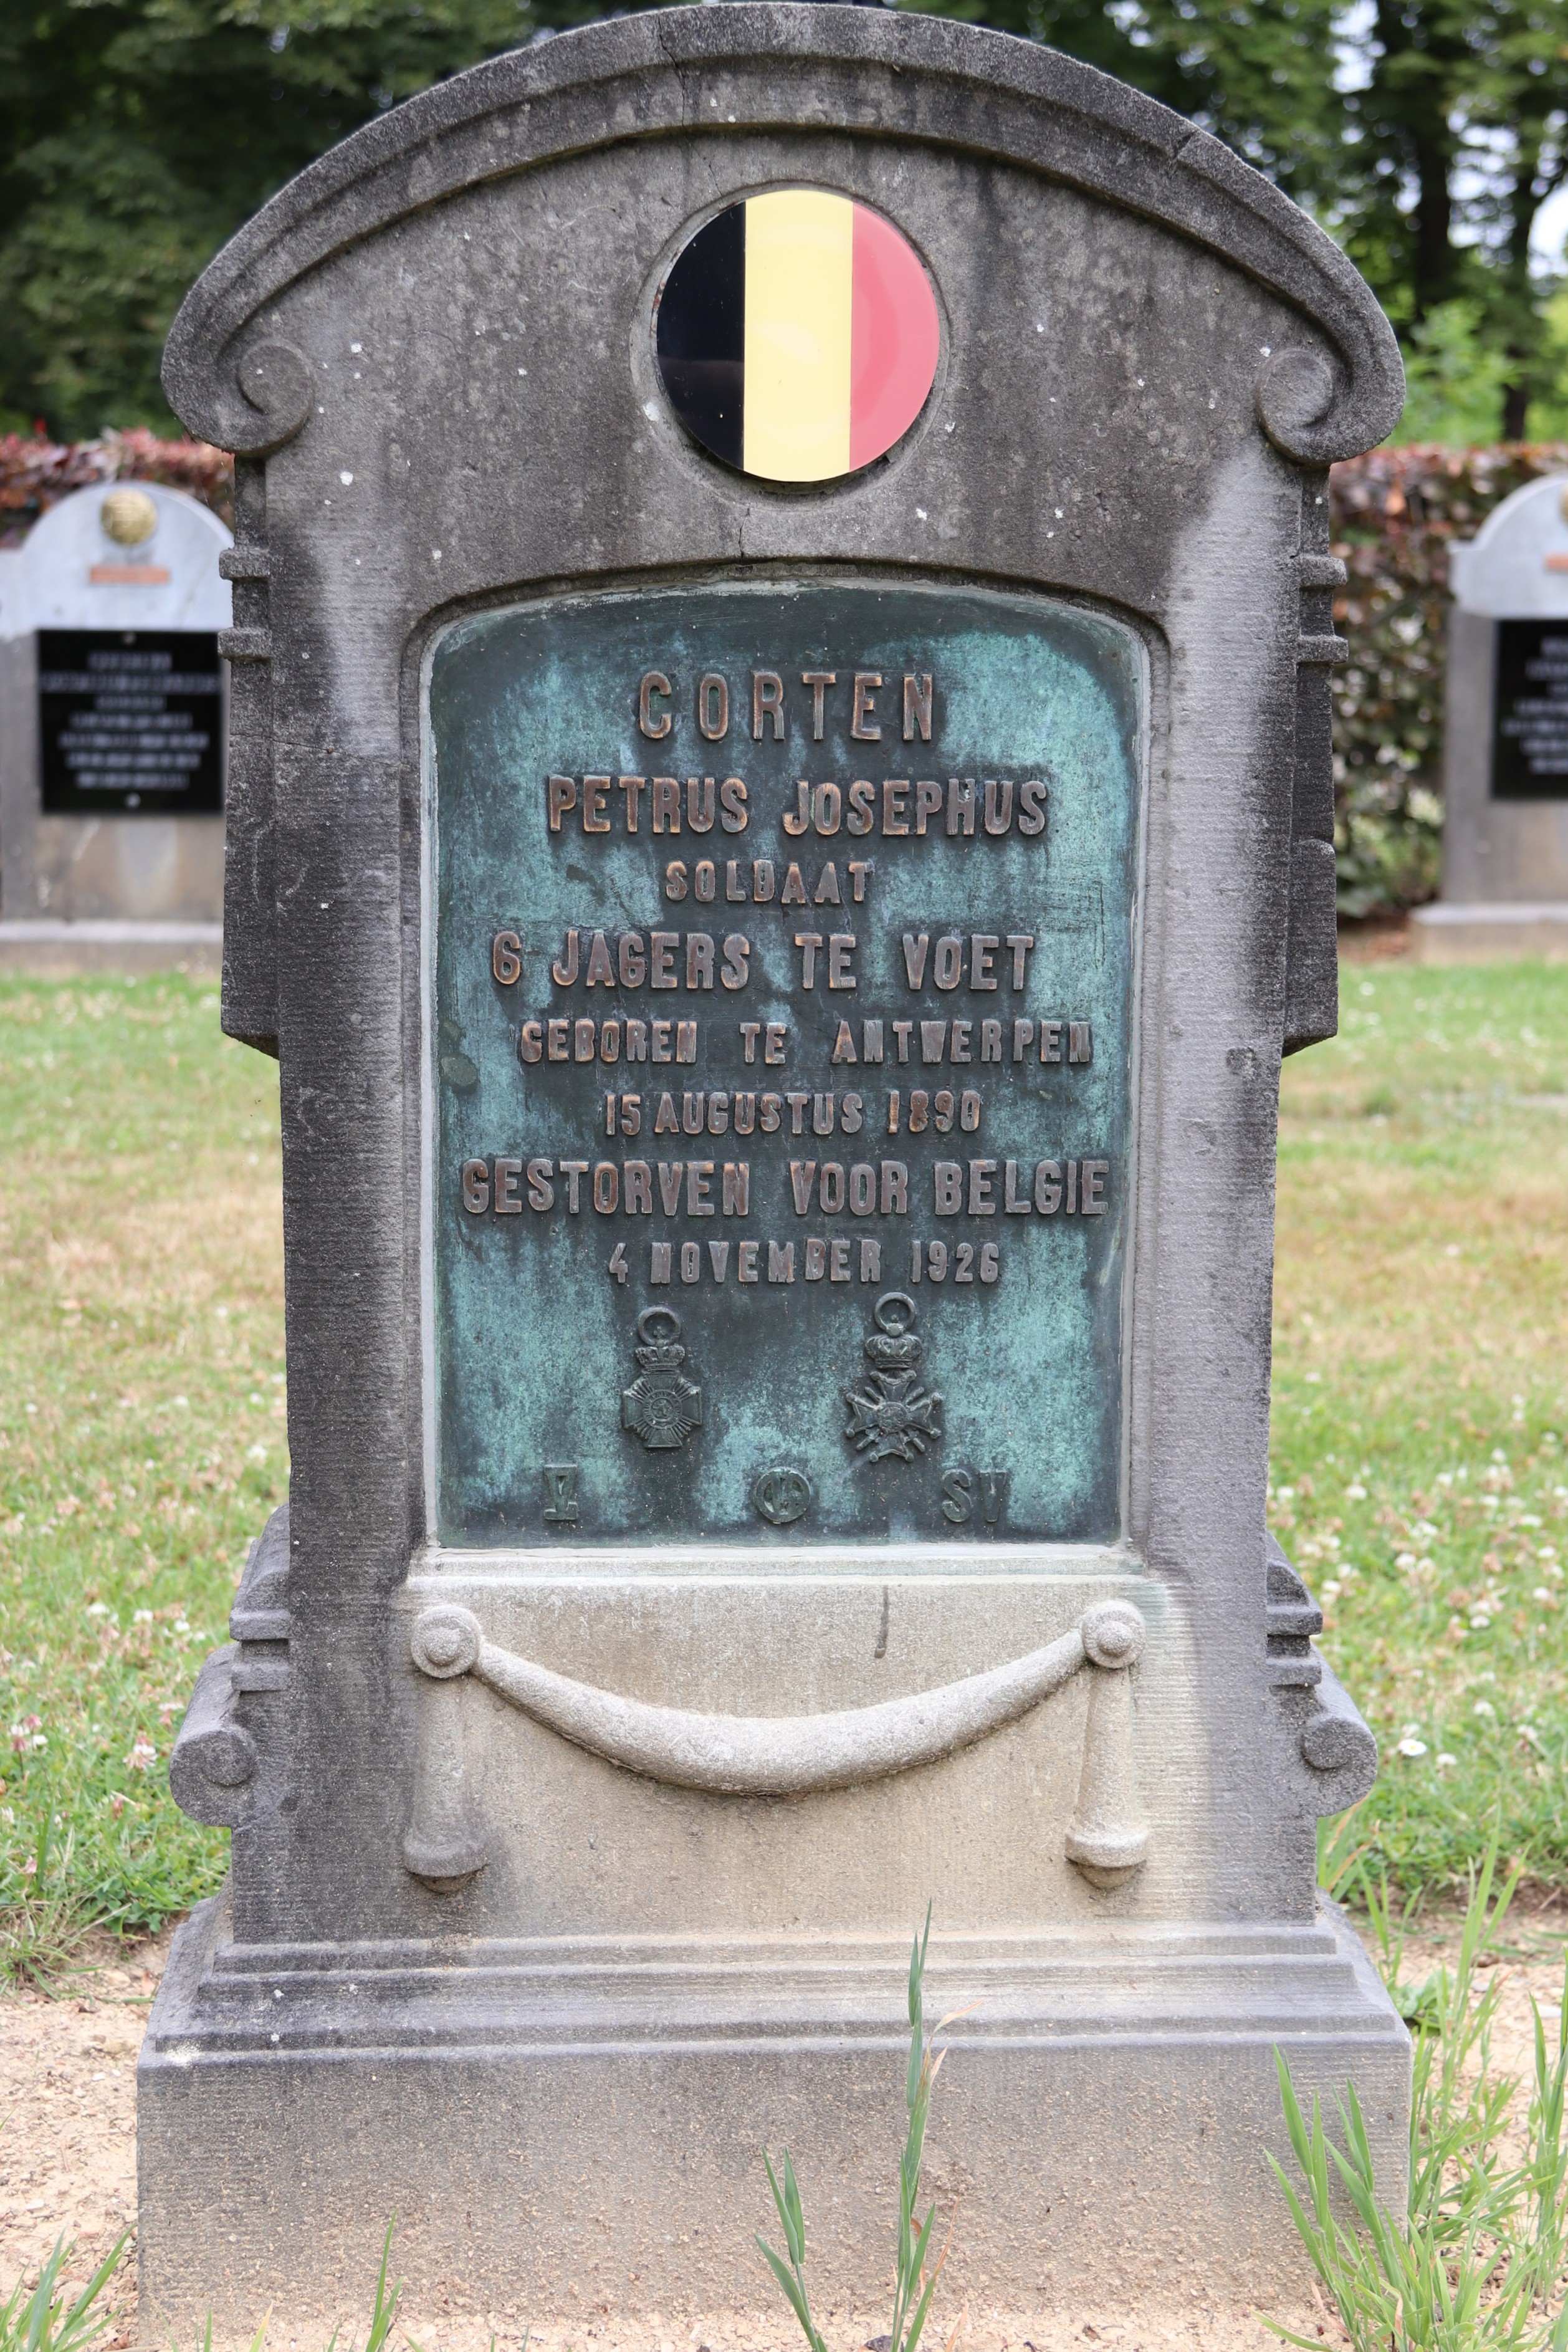 CORTEN
PETRUS JOSEPHUS
SOLDAAT
6 JAGERS TE VOET
GEBOREN TE ANTWERPEN
15 AUGUSTUS 1890
GESTORVEN VOOR BELGIE
4 NOVEMBER 1926
V SV